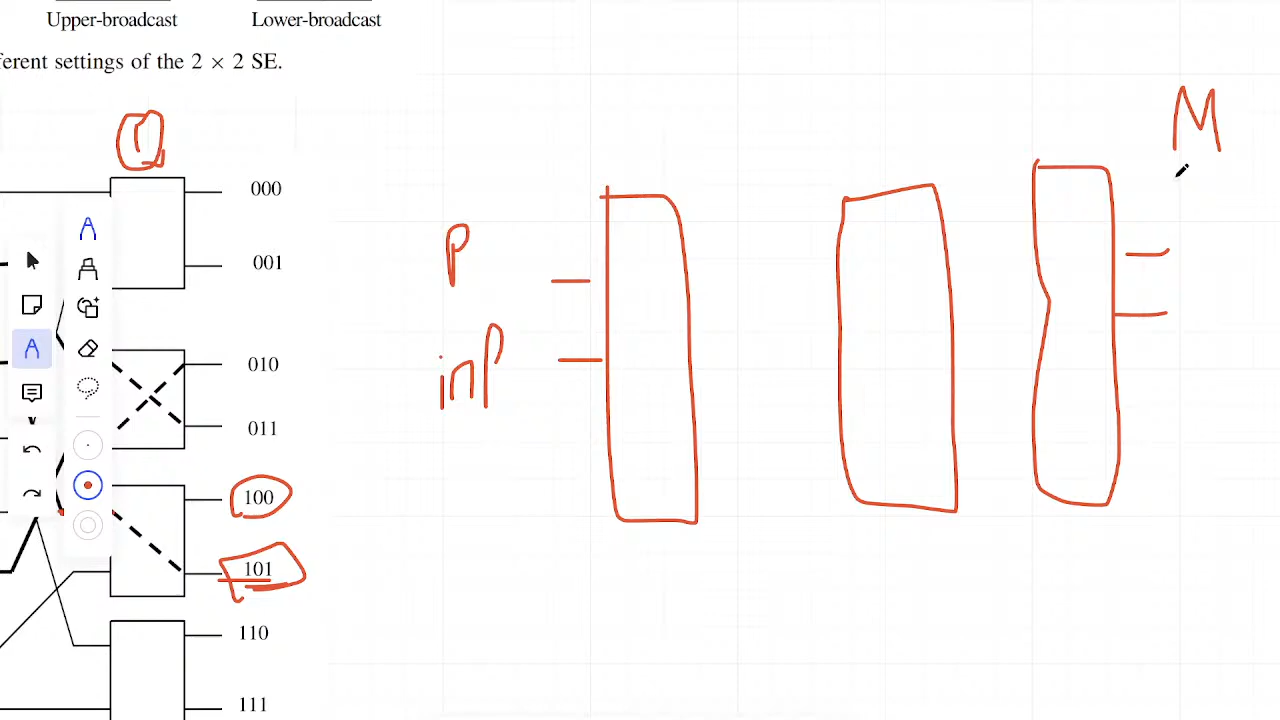 Upper-broadcast Lower-broadcast
ferent settings of the 2 × 2 SE.
1
000
001
010
011
100
101
110
111
P
inP
M